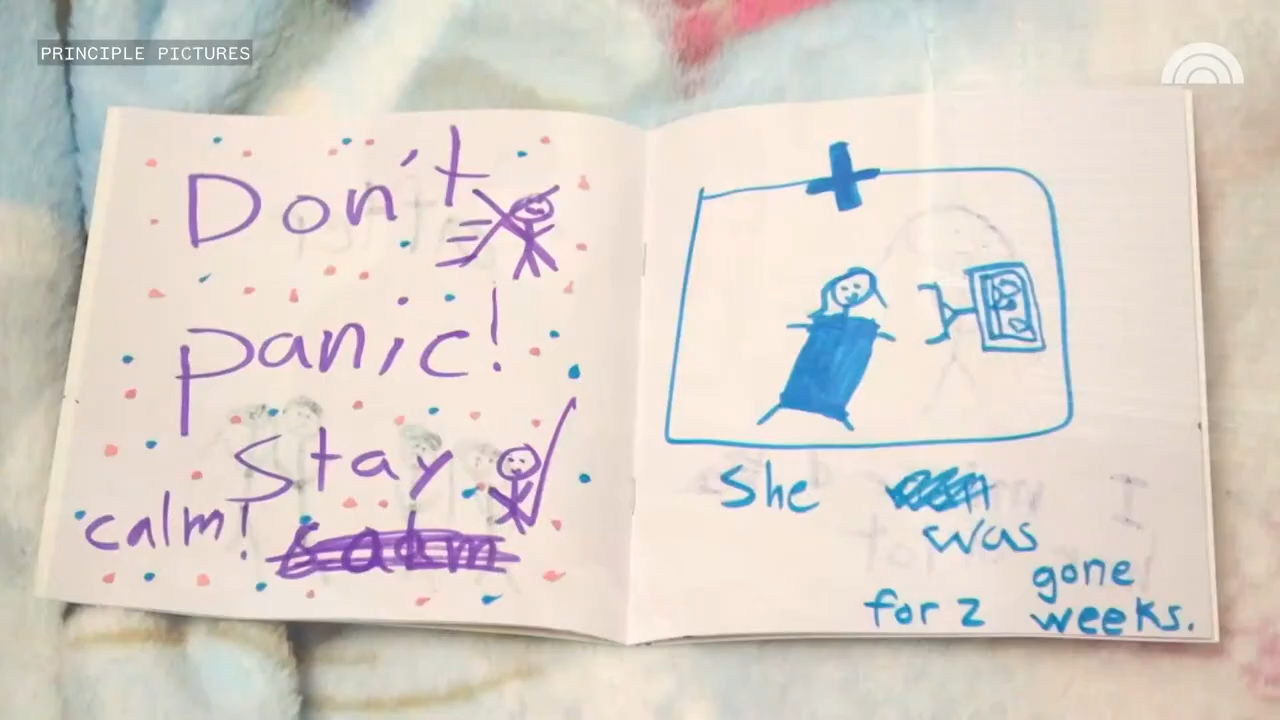 PRINCIPLE PICTURES
Don't
panic!
Stay
calm!
She
was
gone
for 2 weeks.